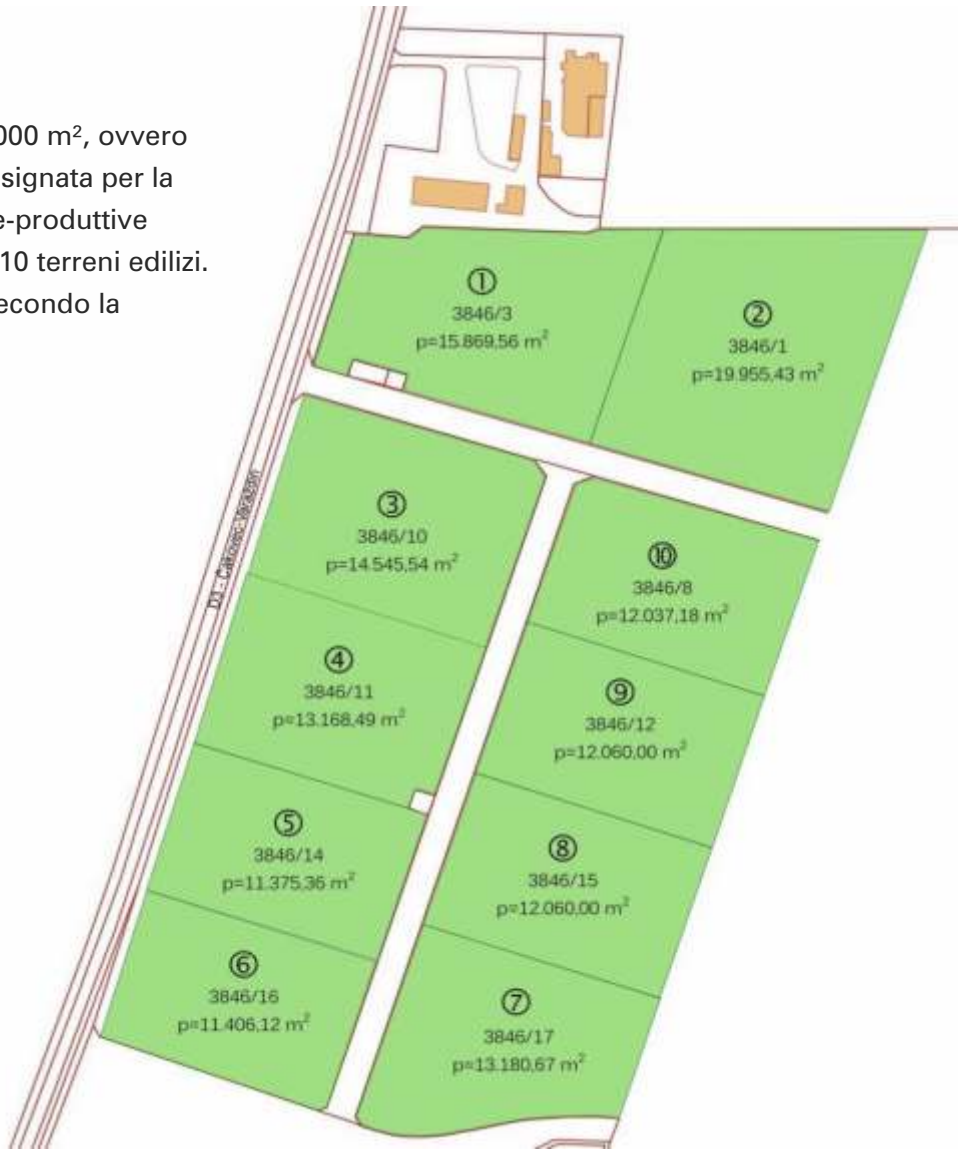 000 m², ovvero
signata per la
e-produttive
10 terreni edilizi.
secondo la
①
3846/3
p=15.869,56 m²
②
3846/1
p=19.955,43 m²
③
3846/10
p=14.545,54 m²
⑩
3846/8
p=12.037,18 m²
D3 - Čakovec-Varaždin
④
3846/11
p=13.168,49 m²
⑨
3846/12
p=12.060,00 m²
⑤
3846/14
p=11.375,36 m²
⑧
3846/15
p=12.060,00 m²
⑥
3846/16
p=11.406,12 m²
⑦
3846/17
p=13.180,67 m²